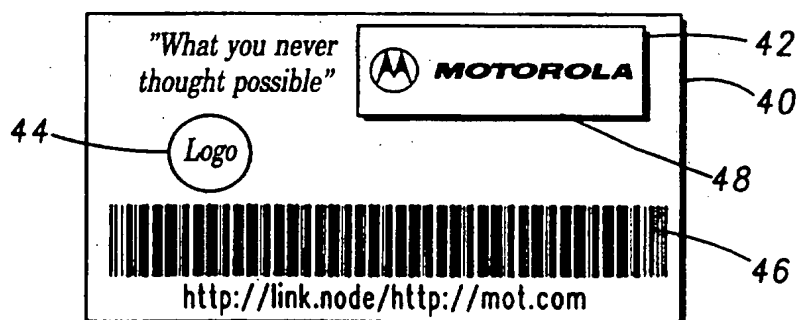 "What you never
thought possible"
MOTOROLA
42
40
44
Logo
48
46
http://link.node/http://mot.com